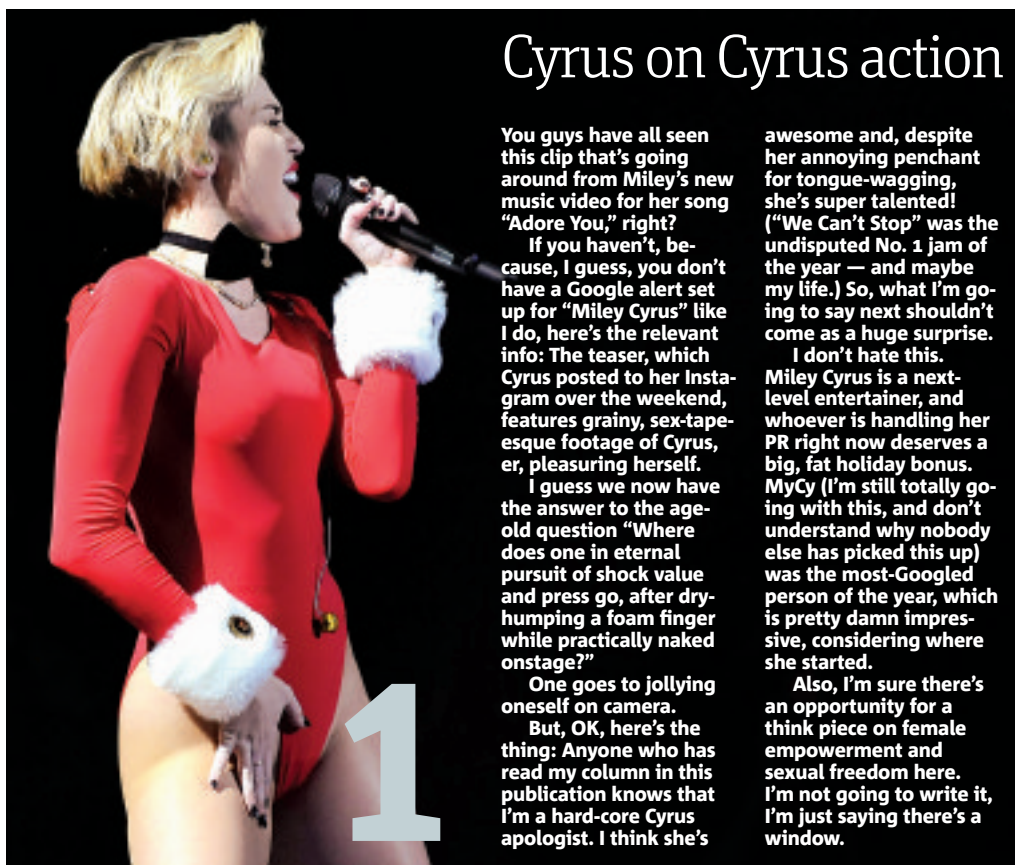 Cyrus on Cyrus action
You guys have all seen
this clip that's going
around from Miley's new
music video for her song
“Adore You,” right?
If you haven't, be-
cause, I guess, you don't
have a Google alert set
up for “Miley Cyrus” like
I do, here's the relevant
info: The teaser, which
Cyrus posted to her Insta-
gram over the weekend,
features grainy, sex-tape-
esque footage of Cyrus,
er, pleasuring herself.
I guess we now have
the answer to the age-
old question “Where
does one in eternal
pursuit of shock value
and press go, after dry-
humping a foam finger
while practically naked
onstage?”
One goes to jollying
oneself on camera.
But, OK, here's the
thing: Anyone who has
read my column in this
publication knows that
I'm a hard-core Cyrus
apologist. I think she's
awesome and, despite
her annoying penchant
for tongue-wagging,
she's super talented!
(“We Can't Stop” was the
undisputed No. 1 jam of
the year — and maybe
my life.) So, what I'm go-
ing to say next shouldn't
come as a huge surprise.
I don't hate this.
Miley Cyrus is a next-
level entertainer, and
whoever is handling her
PR right now deserves a
big, fat holiday bonus.
MyCy (I'm still totally go-
ing with this, and don't
understand why nobody
else has picked this up)
was the most-Googled
person of the year, which
is pretty damn impres-
sive, considering where
she started.
Also, I'm sure there's
an opportunity for a
think piece on female
empowerment and
sexual freedom here.
I'm not going to write it,
I'm just saying there's a
window.
1